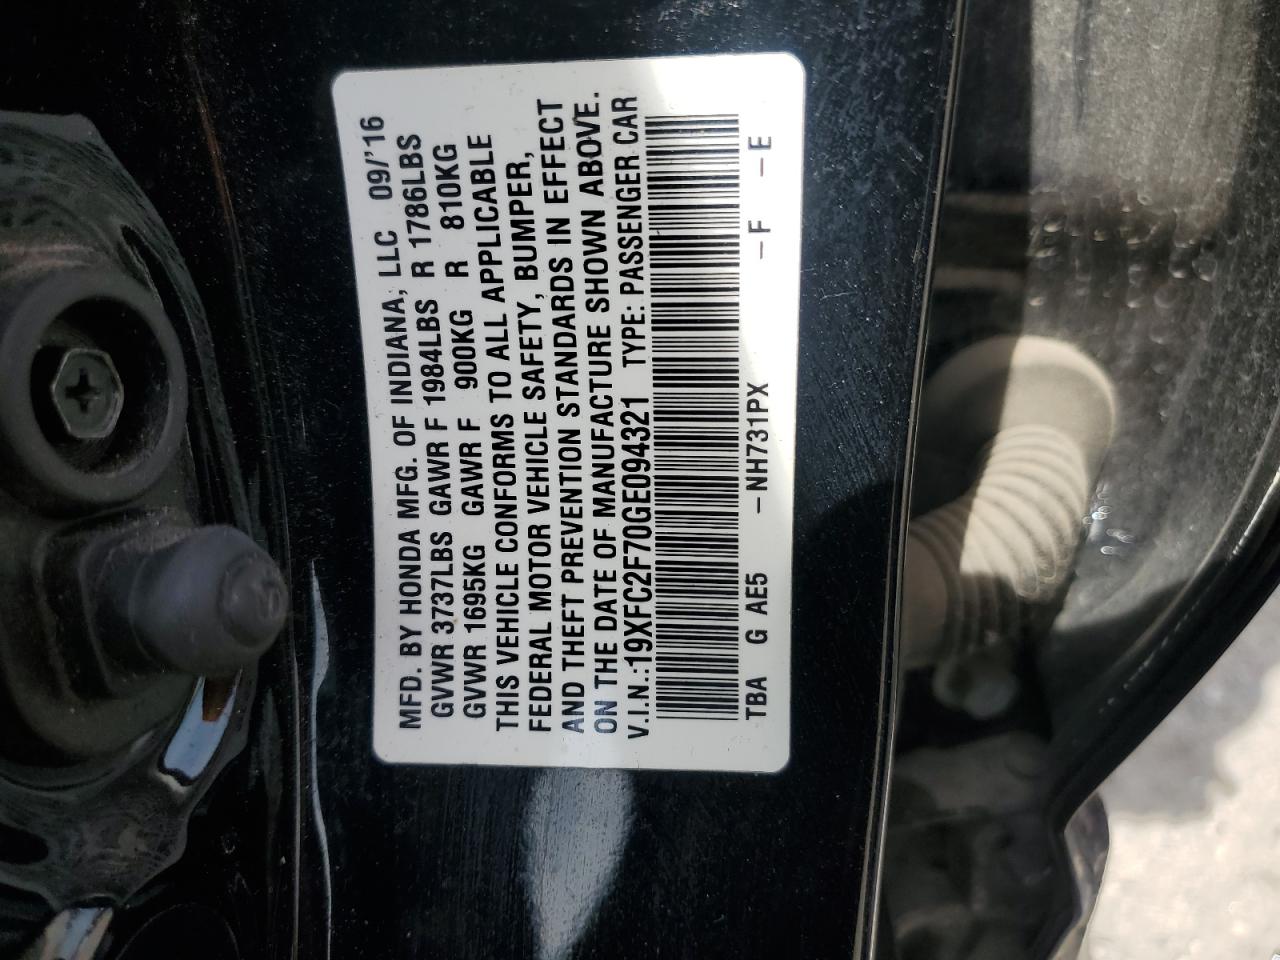 MFD. BY HONDA MFG. OF INDIANA, LLC 09/'16
GVWR 3737LBS GAWR F 1984LBS R 1786LBS
GVWR 1695KG GAWR F 900KG R 810KG
THIS VEHICLE CONFORMS TO ALL APPLICABLE
FEDERAL MOTOR VEHICLE SAFETY, BUMPER,
AND THEFT PREVENTION STANDARDS IN EFFECT
ON THE DATE OF MANUFACTURE SHOWN ABOVE.
V.I.N.:19XFC2F70GE094321 TYPE: PASSENGER CAR
TBA G AE5 –NH731PX –F –E